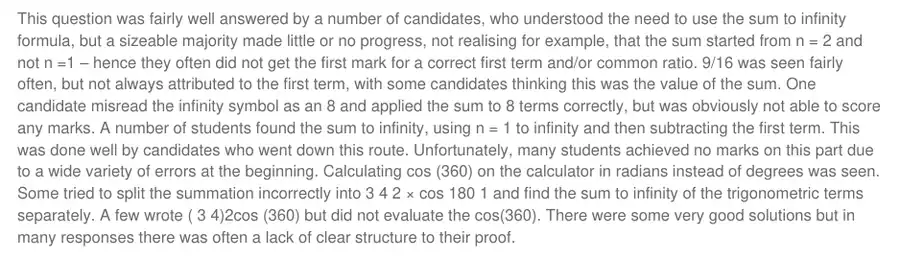 This question was fairly well answered by a number of candidates, who understood the need to use the sum to infinity
formula, but a sizeable majority made little or no progress, not realising for example, that the sum started from n = 2 and
not n =1 – hence they often did not get the first mark for a correct first term and/or common ratio. 9/16 was seen fairly
often, but not always attributed to the first term, with some candidates thinking this was the value of the sum. One
candidate misread the infinity symbol as an 8 and applied the sum to 8 terms correctly, but was obviously not able to score
any marks. A number of students found the sum to infinity, using n = 1 to infinity and then subtracting the first term. This
was done well by candidates who went down this route. Unfortunately, many students achieved no marks on this part due
to a wide variety of errors at the beginning. Calculating cos (360) on the calculator in radians instead of degrees was seen.
Some tried to split the summation incorrectly into 3 4 2 × cos 180 1 and find the sum to infinity of the trigonometric terms
separately. A few wrote ( 3 4)2cos (360) but did not evaluate the cos(360). There were some very good solutions but in
many responses there was often a lack of clear structure to their proof.